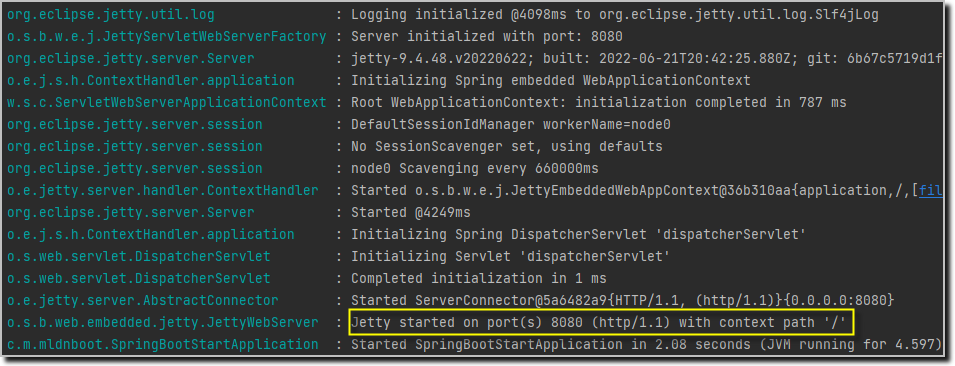 org.eclipse.jetty.util.log : Logging initialized @4098ms to org.eclipse.jetty.util.log.Slf4jLog
o.s.b.w.e.j.JettyServletWebServerFactory : Server initialized with port: 8080
org.eclipse.jetty.server.Server : jetty-9.4.48.v20220622; built: 2022-06-21T20:42:25.880Z; git: 6b67c5719d1f
o.e.j.s.h.ContextHandler.application : Initializing Spring embedded WebApplicationContext
w.s.c.ServletWebServerApplicationContext : Root WebApplicationContext: initialization completed in 787 ms
org.eclipse.jetty.server.session : DefaultSessionIdManager workerName=node0
org.eclipse.jetty.server.session : No SessionScavenger set, using defaults
org.eclipse.jetty.server.session : node0 Scavenging every 660000ms
o.e.jetty.server.handler.ContextHandler : Started o.s.b.w.e.j.JettyEmbeddedWebAppContext@36b310aa{application,/,[fil
org.eclipse.jetty.server.Server : Started @4249ms
o.e.j.s.h.ContextHandler.application : Initializing Spring DispatcherServlet 'dispatcherServlet'
o.s.web.servlet.DispatcherServlet : Initializing Servlet 'dispatcherServlet'
o.s.web.servlet.DispatcherServlet : Completed initialization in 1 ms
o.e.jetty.server.AbstractConnector : Started ServerConnector@5a6482a9{HTTP/1.1, (http/1.1)}{0.0.0.0:8080}
o.s.b.web.embedded.jetty.JettyWebServer : Jetty started on port(s) 8080 (http/1.1) with context path '/'
c.m.mldnboot.SpringBootStartApplication : Started SpringBootStartApplication in 2.08 seconds (JVM running for 4.597)